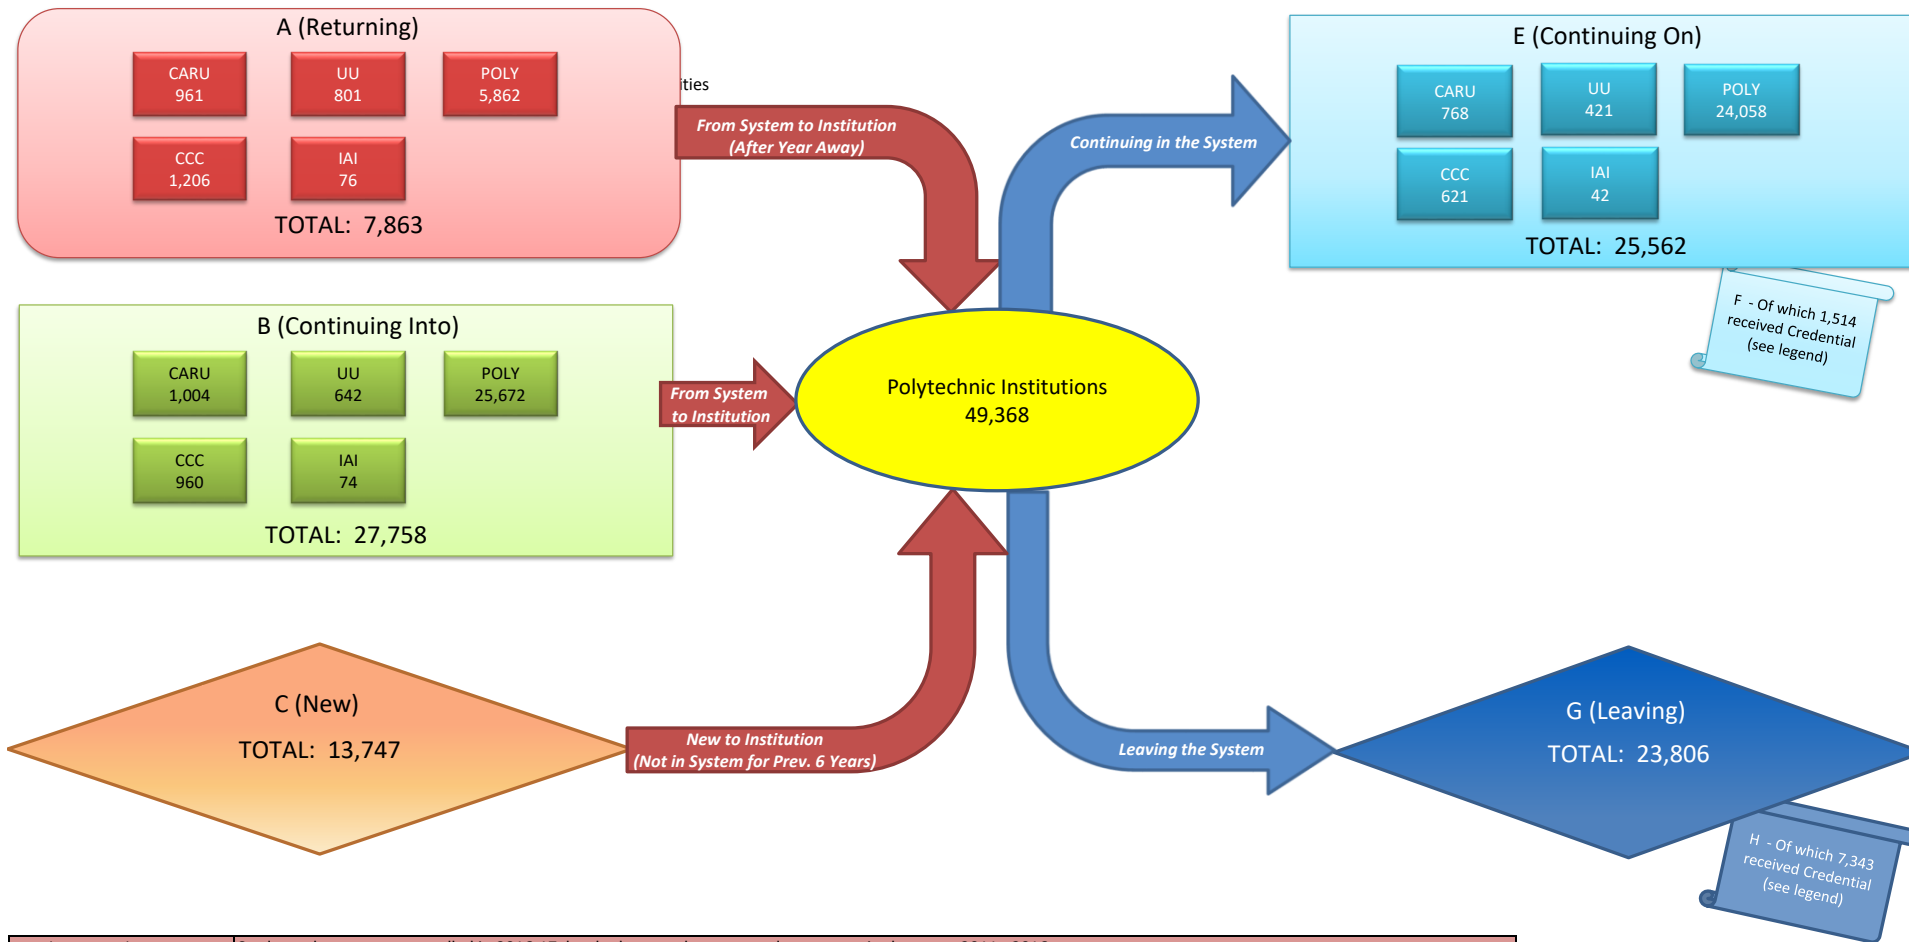 A (Returning)
CARU
961
UU
801
POLY
5,862
CCC
1,206
IAI
76
TOTAL: 7,863
ities
From System to Institution
(After Year Away)
Continuing in the System
E (Continuing On)
CARU
768
UU
421
POLY
24,058
CCC
621
IAI
42
TOTAL: 25,562
F - Of which 1,514
received Credential
(see legend)
B (Continuing Into)
CARU
1,004
UU
642
POLY
25,672
CCC
960
IAI
74
TOTAL: 27,758
From System
to Institution
Polytechnic Institutions
49,368
C (New)
TOTAL: 13,747
New to Institution
(Not in System for Prev. 6 Years)
Leaving the System
G (Leaving)
TOTAL: 23,806
H - Of which 7,343
received Credential
(see legend)